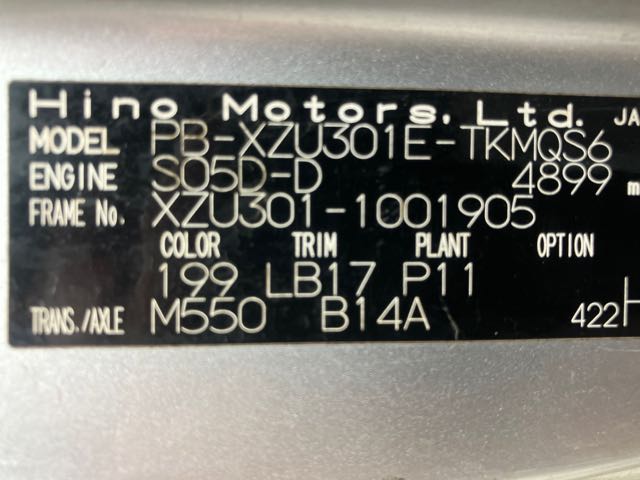 Hino Motors, Ltd. JA
MODEL PB-XZU301E-TKMQS6
ENGINE S05D-D 4899 m
FRAME No. XZU301-1001905
COLOR TRIM PLANT OPTION
199 LB17 P11
TRANS./AXLE M550 B14A 422H